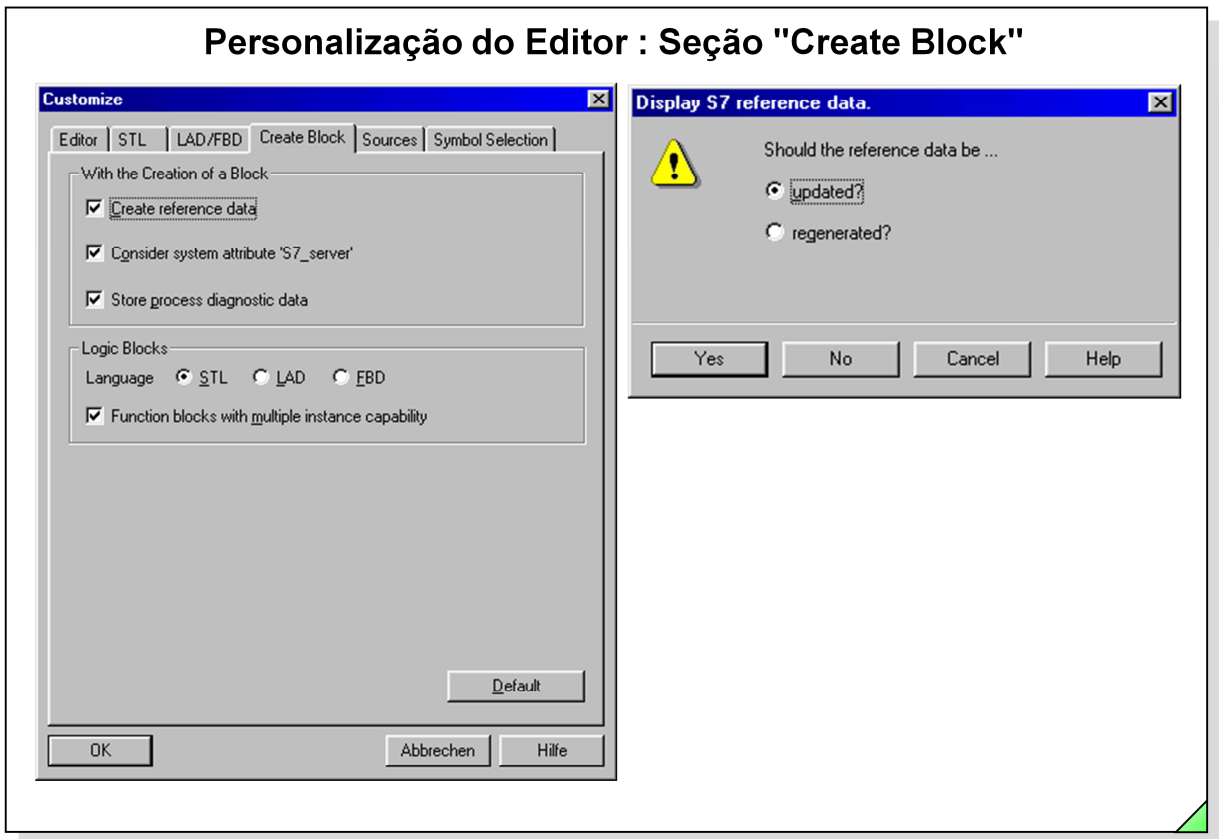 Personalização do Editor : Seção "Create Block"
Customize
Editor
STL
LAD/FBD
Create Block
Sources
Symbol Selection
With the Creation of a Block
Create reference data
Consider system attribute 'S7_server'
Store process diagnostic data
Logic Blocks
Language STL LAD FBD
Function blocks with multiple instance capability
Default
OK
Abbrechen
Hilfe
Display S7 reference data.
Should the reference data be ...
updated?
regenerated?
Yes
No
Cancel
Help